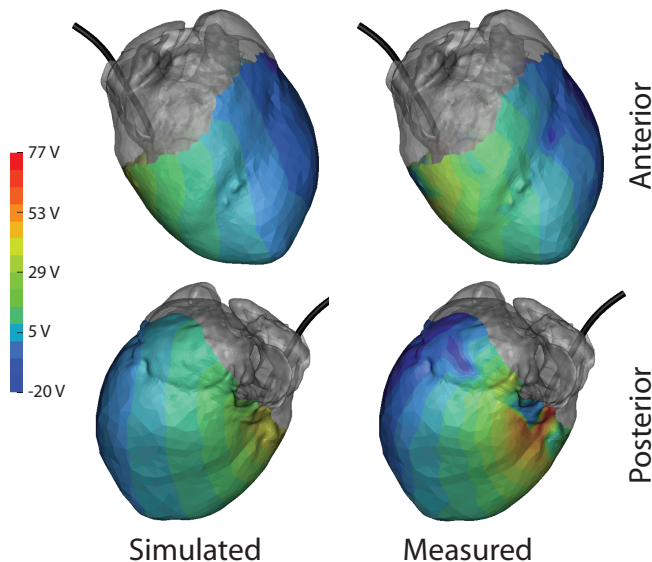 Anterior
77 V
53 V
29 V
5 V
-20 V
Posterior
Simulated
Measured